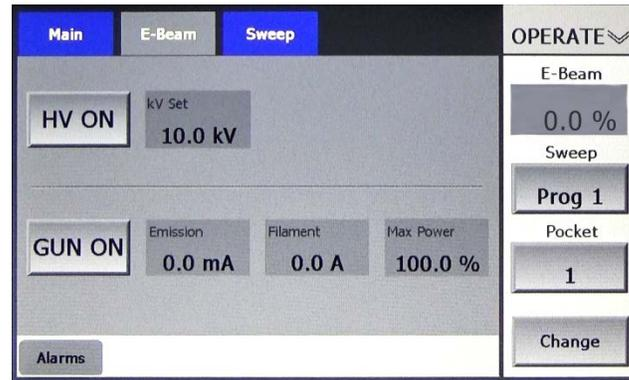 Main
E-Beam
Sweep
HV ON
kV Set
10.0 kV
GUN ON
Emission
0.0 mA
Filament
0.0 A
Max Power
100.0 %
Alarms
OPERATE
E-Beam
0.0 %
Sweep
Prog 1
Pocket
1
Change